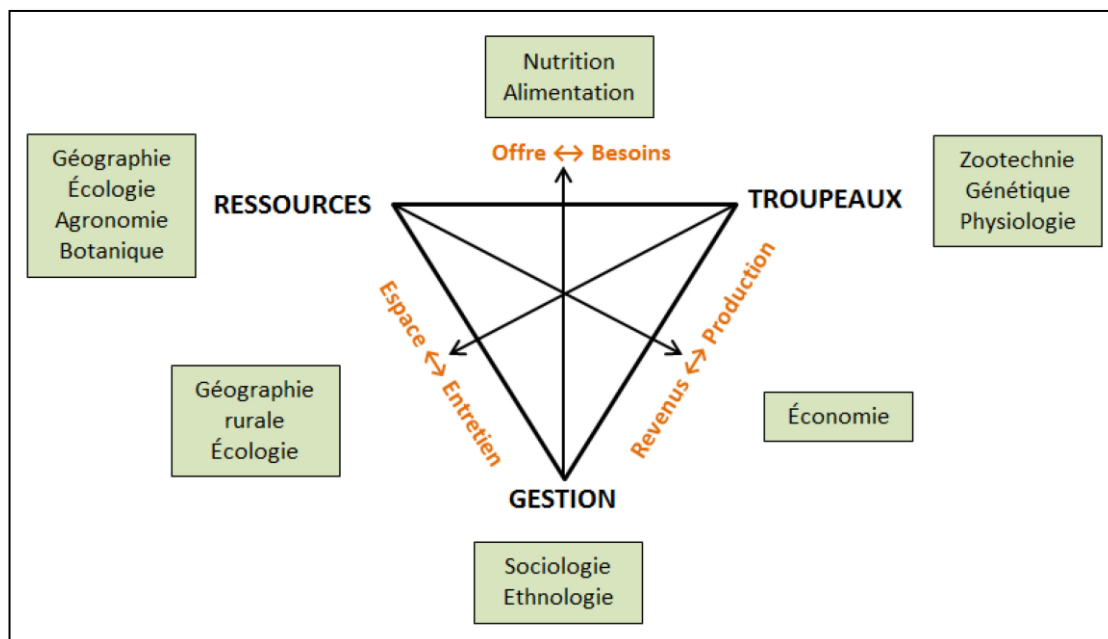 Nutrition
Alimentation
Offre ↔ Besoins
Géographie
Écologie
Agronomie
Botanique
RESSOURCES
TROUPEAUX
Zootechnie
Génétique
Physiologie
Espace ↔ Entretien
Revenus ↔ Production
Géographie
rurale
Écologie
Économie
GESTION
Sociologie
Ethnologie